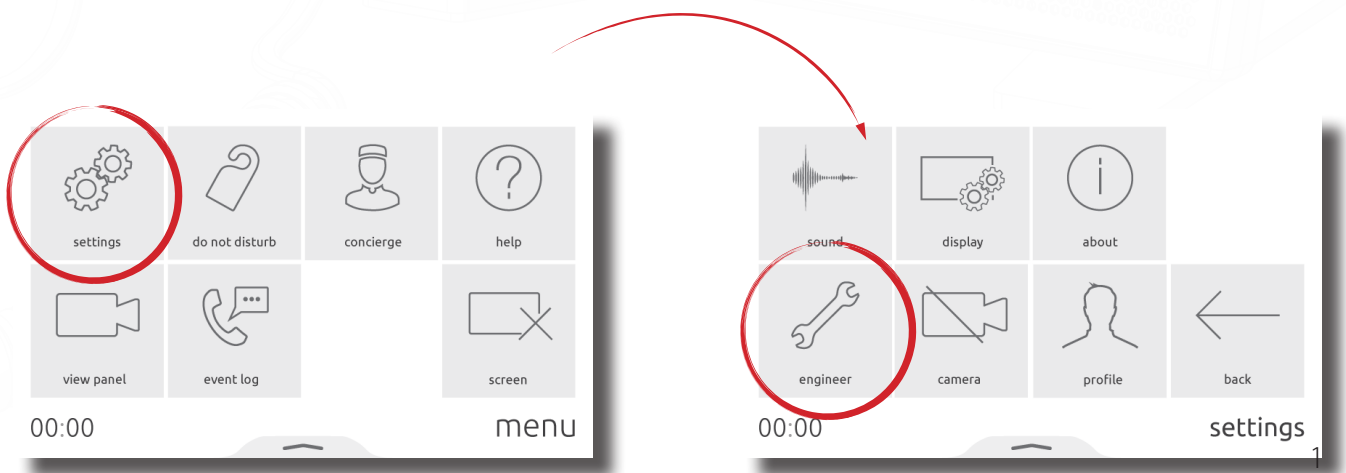 settings
do not disturb
concierge
help
view panel
event log
screen
00:00
menu
sound
display
about
engineer
camera
profile
back
00:00
settings
1